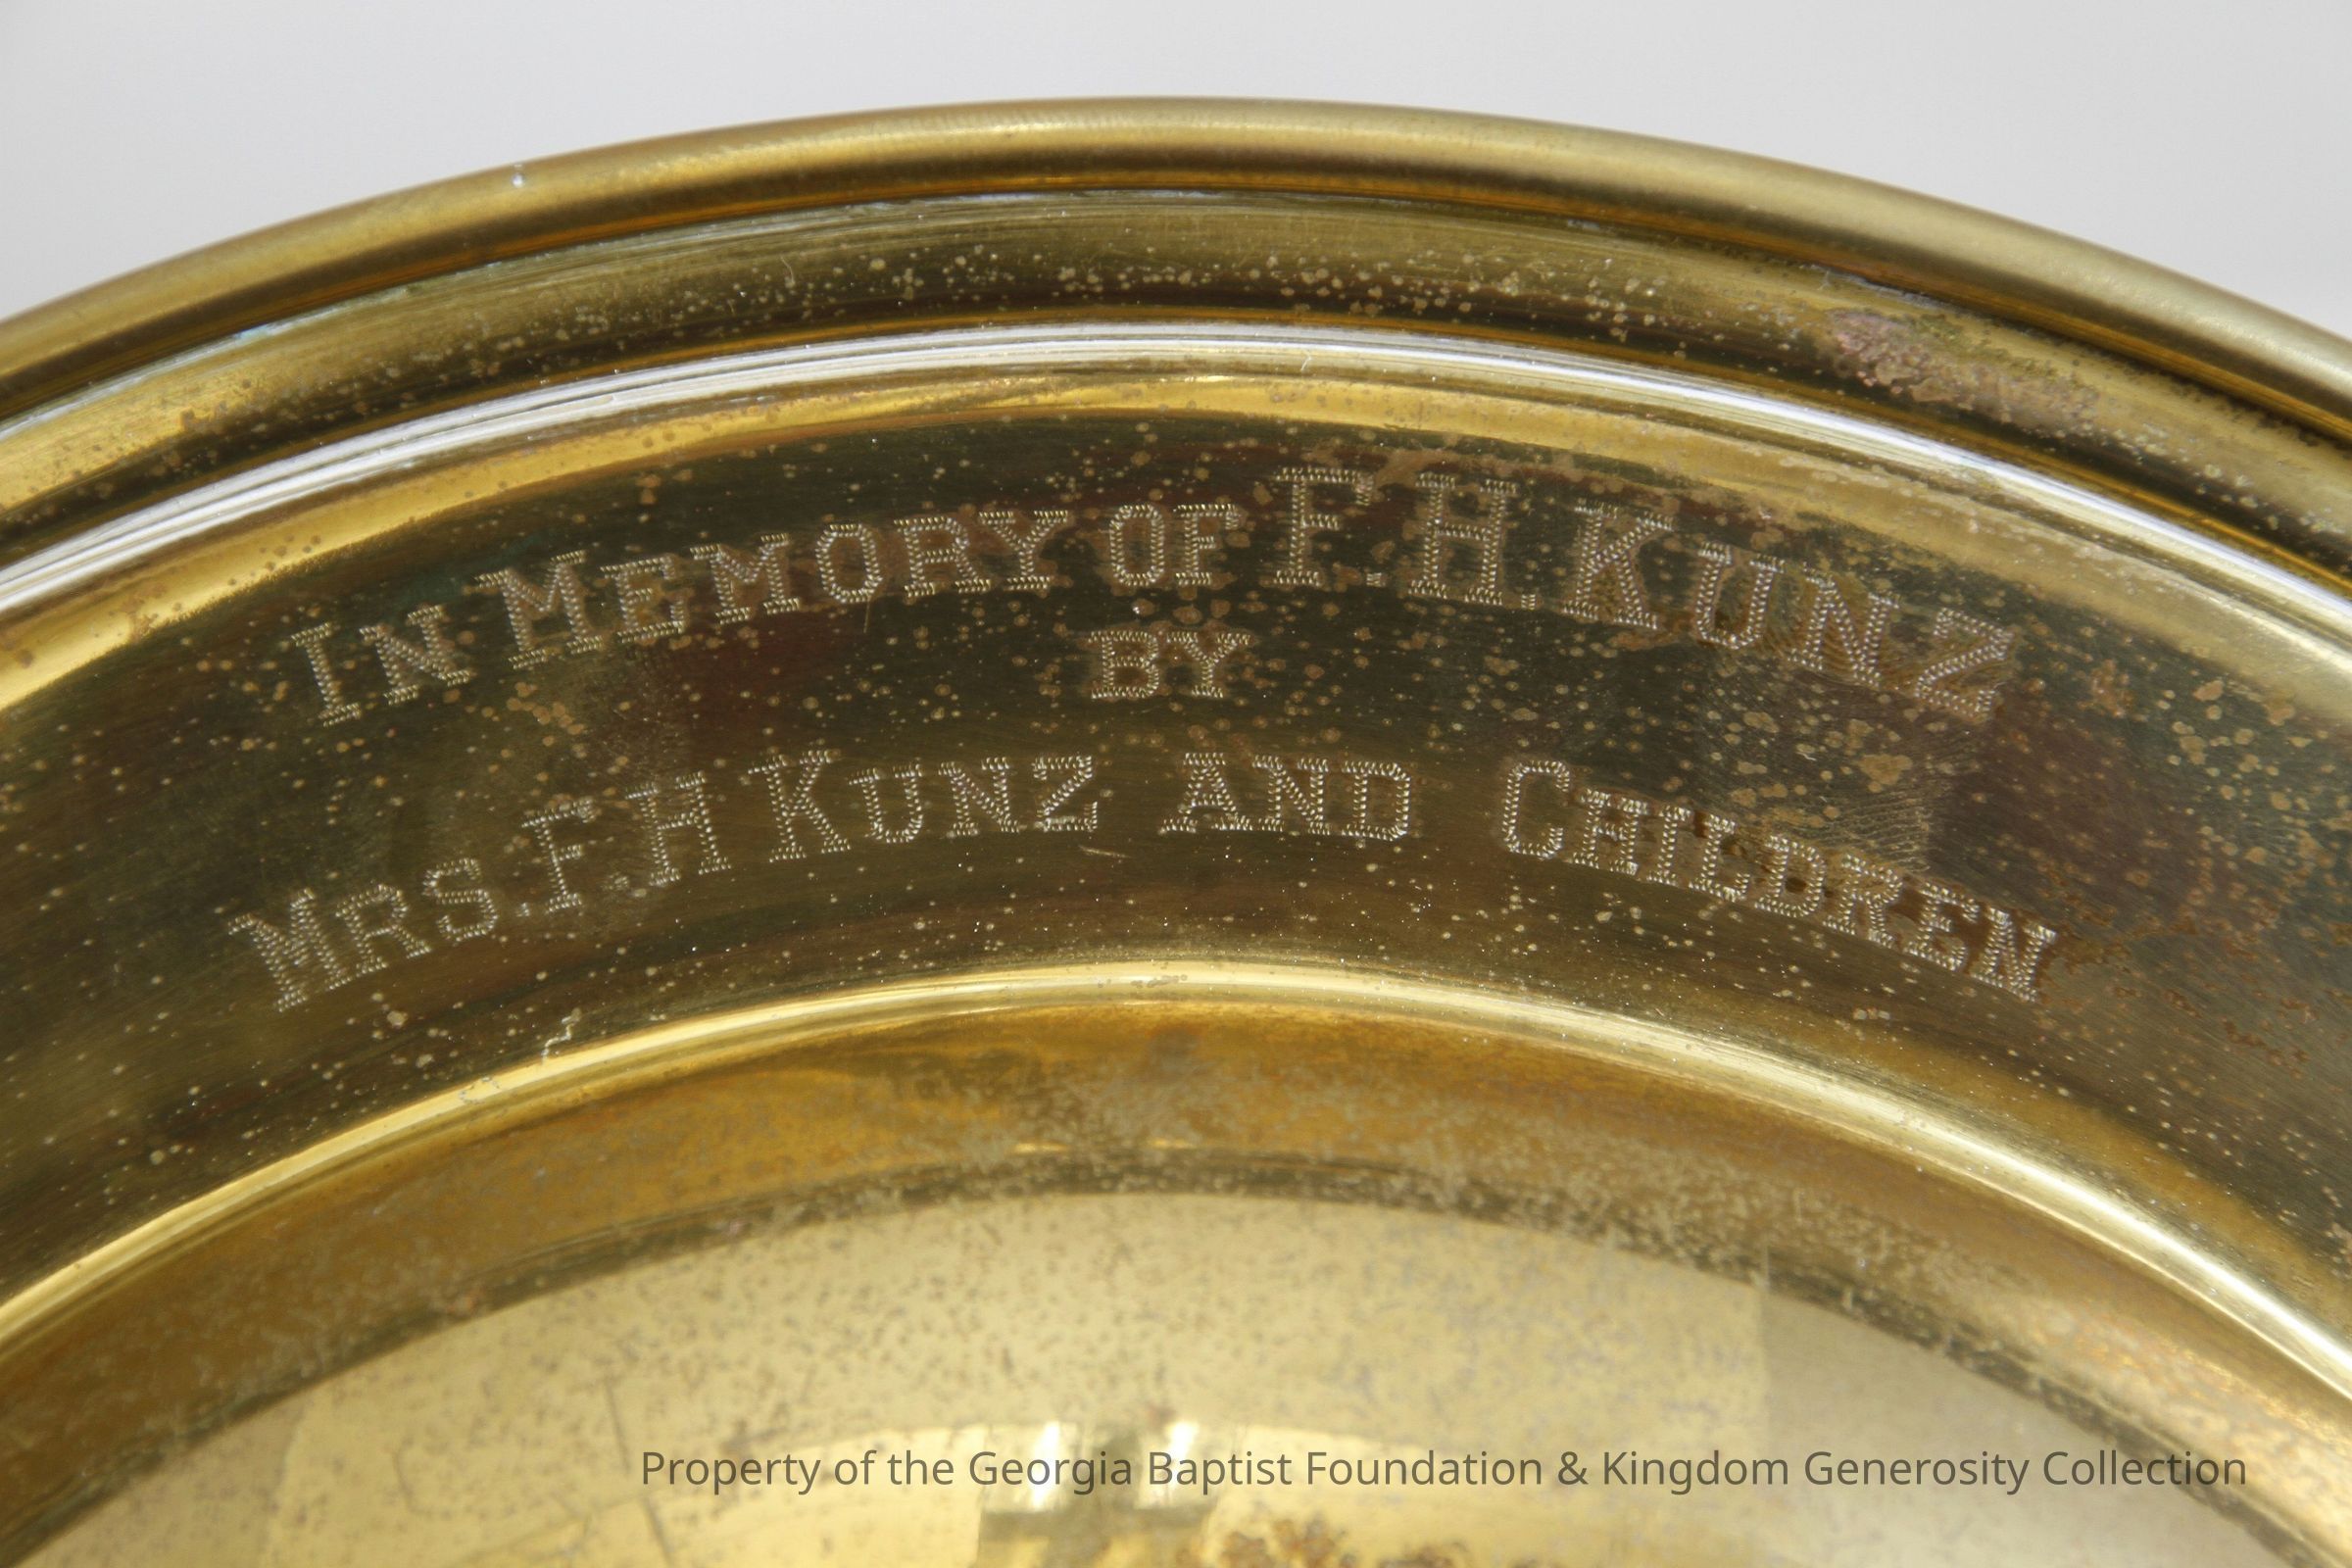 In Memory of F.H. Kunz
by
Mrs. F.H Kunz and Children
Property of the Georgia Baptist Foundation & Kingdom Generosity Collection